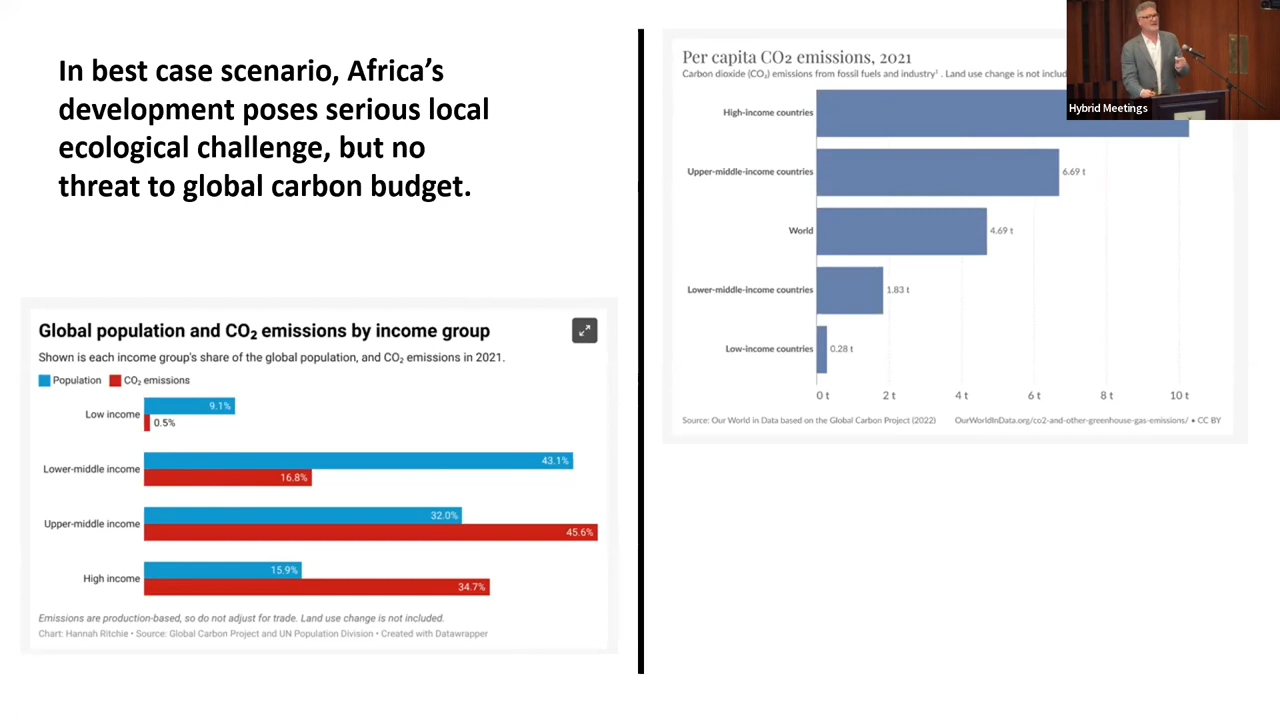 In best case scenario, Africa’s
development poses serious local
ecological challenge, but no
threat to global carbon budget.
Global population and CO₂ emissions by income group
Shown is each income group's share of the global population, and CO₂ emissions in 2021.
Population CO₂ emissions
Low income 9.1%
0.5%
Lower-middle income 43.1%
16.8%
Upper-middle income 32.0%
45.6%
High income 15.9%
34.7%
Emissions are production-based, so do not adjust for trade. Land use change is not included.
Chart: Hannah Ritchie • Source: Global Carbon Project and UN Population Division • Created with Datawrapper
Per capita CO₂ emissions, 2021
Carbon dioxide (CO₂) emissions from fossil fuels and industry¹ . Land use change is not
Hybrid Meetings
High-income countries
Upper-middle-income countries 6.69 t
World 4.69 t
Lower-middle-income countries 1.83 t
Low-income countries 0.28 t
0 t 2 t 4 t 6 t 8 t 10 t
Source: Our World in Data based on the Global Carbon Project (2022) OurWorldInData.org/co2-and-other-greenhouse-gas-emissions/ • CC BY